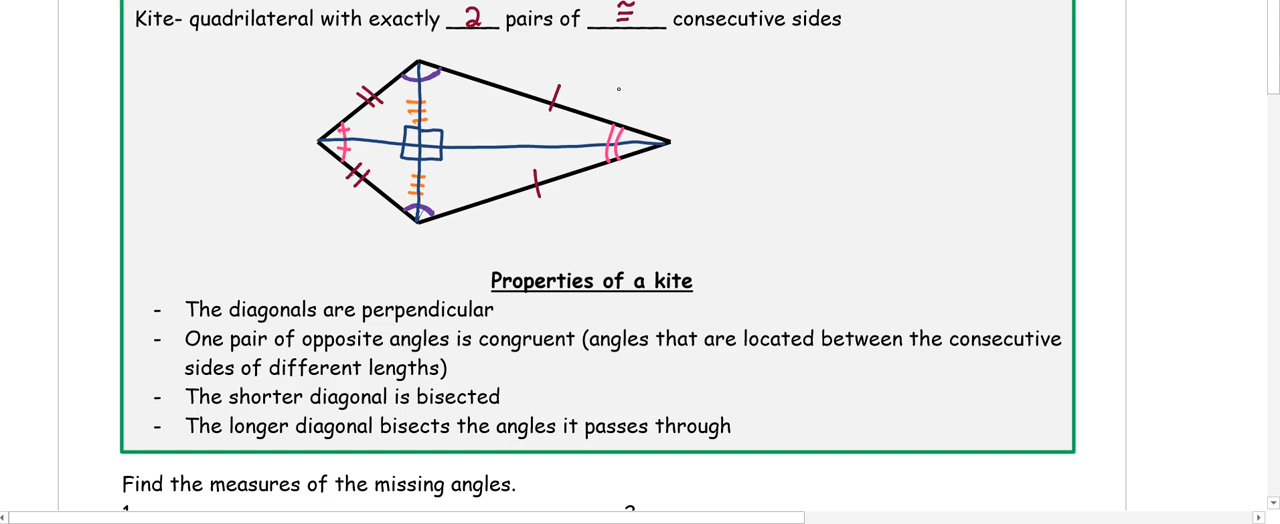 Kite- quadrilateral with exactly 2 pairs of ≅ consecutive sides
Properties of a kite
- The diagonals are perpendicular
- One pair of opposite angles is congruent (angles that are located between the consecutive
sides of different lengths)
- The shorter diagonal is bisected
- The longer diagonal bisects the angles it passes through
Find the measures of the missing angles.